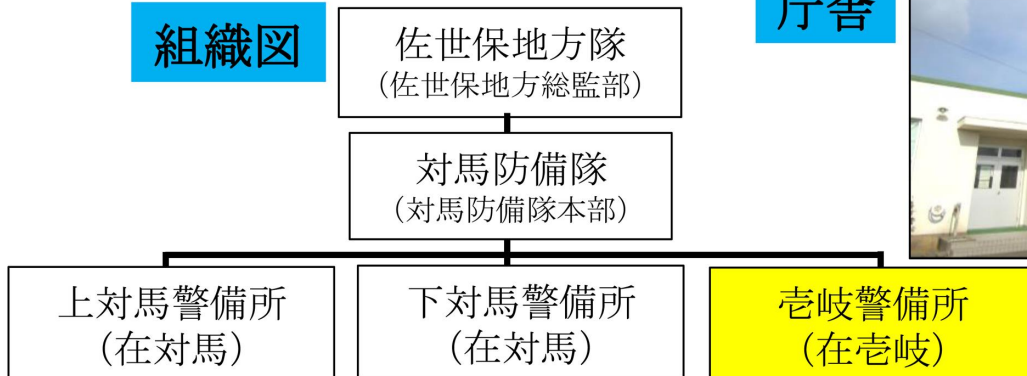 組織図
庁舎
佐世保地方隊
（佐世保地方総監部）
対馬防備隊
（対馬防備隊本部）
上対馬警備所
（在対馬）
下対馬警備所
（在対馬）
壱岐警備所
（在壱岐）